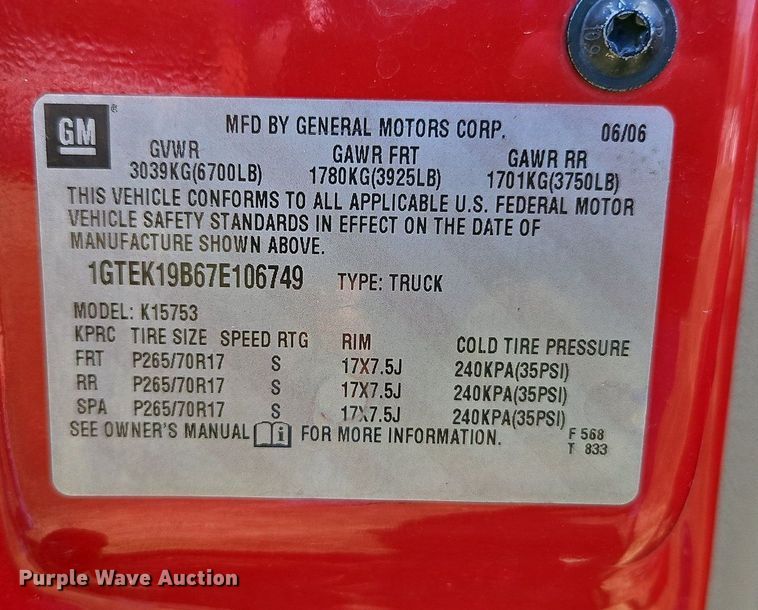 GM ®
MFD BY GENERAL MOTORS CORP. 06/06
GVWR GAWR FRT GAWR RR
3039KG(6700LB) 1780KG(3925LB) 1701KG(3750LB)
THIS VEHICLE CONFORMS TO ALL APPLICABLE U.S. FEDERAL MOTOR
VEHICLE SAFETY STANDARDS IN EFFECT ON THE DATE OF
MANUFACTURE SHOWN ABOVE.
1GTEK19B67E106749 TYPE: TRUCK
MODEL: K15753
KPRC TIRE SIZE SPEED RTG RIM COLD TIRE PRESSURE
FRT P265/70R17 S 17X7.5J 240KPA(35PSI)
RR P265/70R17 S 17X7.5J 240KPA(35PSI)
SPA P265/70R17 S 17X7.5J 240KPA(35PSI)
SEE OWNER'S MANUAL i FOR MORE INFORMATION.
F 568
T 833
Purple Wave Auction